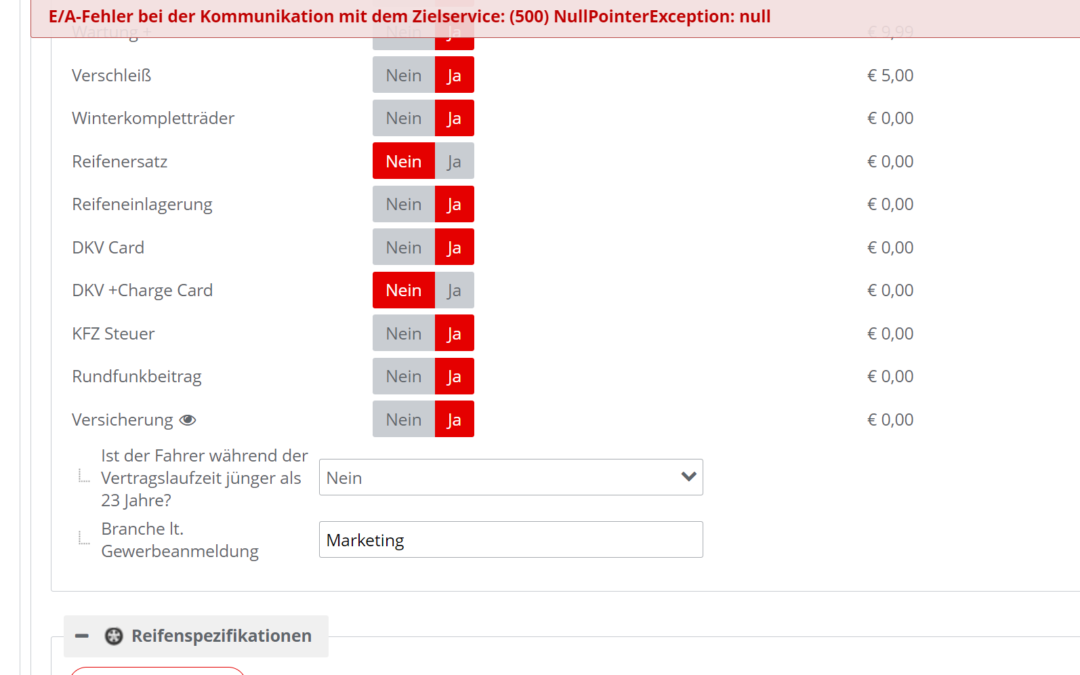 E/A-Fehler bei der Kommunikation mit dem Zielservice: (500) NullPointerException: null
Wartung + Nein Ja € 9,99
Verschleiß Nein Ja € 5,00
Winterkompletträder Nein Ja € 0,00
Reifenersatz Nein Ja € 0,00
Reifeneinlagerung Nein Ja € 0,00
DKV Card Nein Ja € 0,00
DKV +Charge Card Nein Ja € 0,00
KFZ Steuer Nein Ja € 0,00
Rundfunkbeitrag Nein Ja € 0,00
Versicherung Nein Ja € 0,00
Ist der Fahrer während der
Vertragslaufzeit jünger als
23 Jahre?
Nein
Branche lt.
Gewerbeanmeldung
Marketing
Reifenspezifikationen